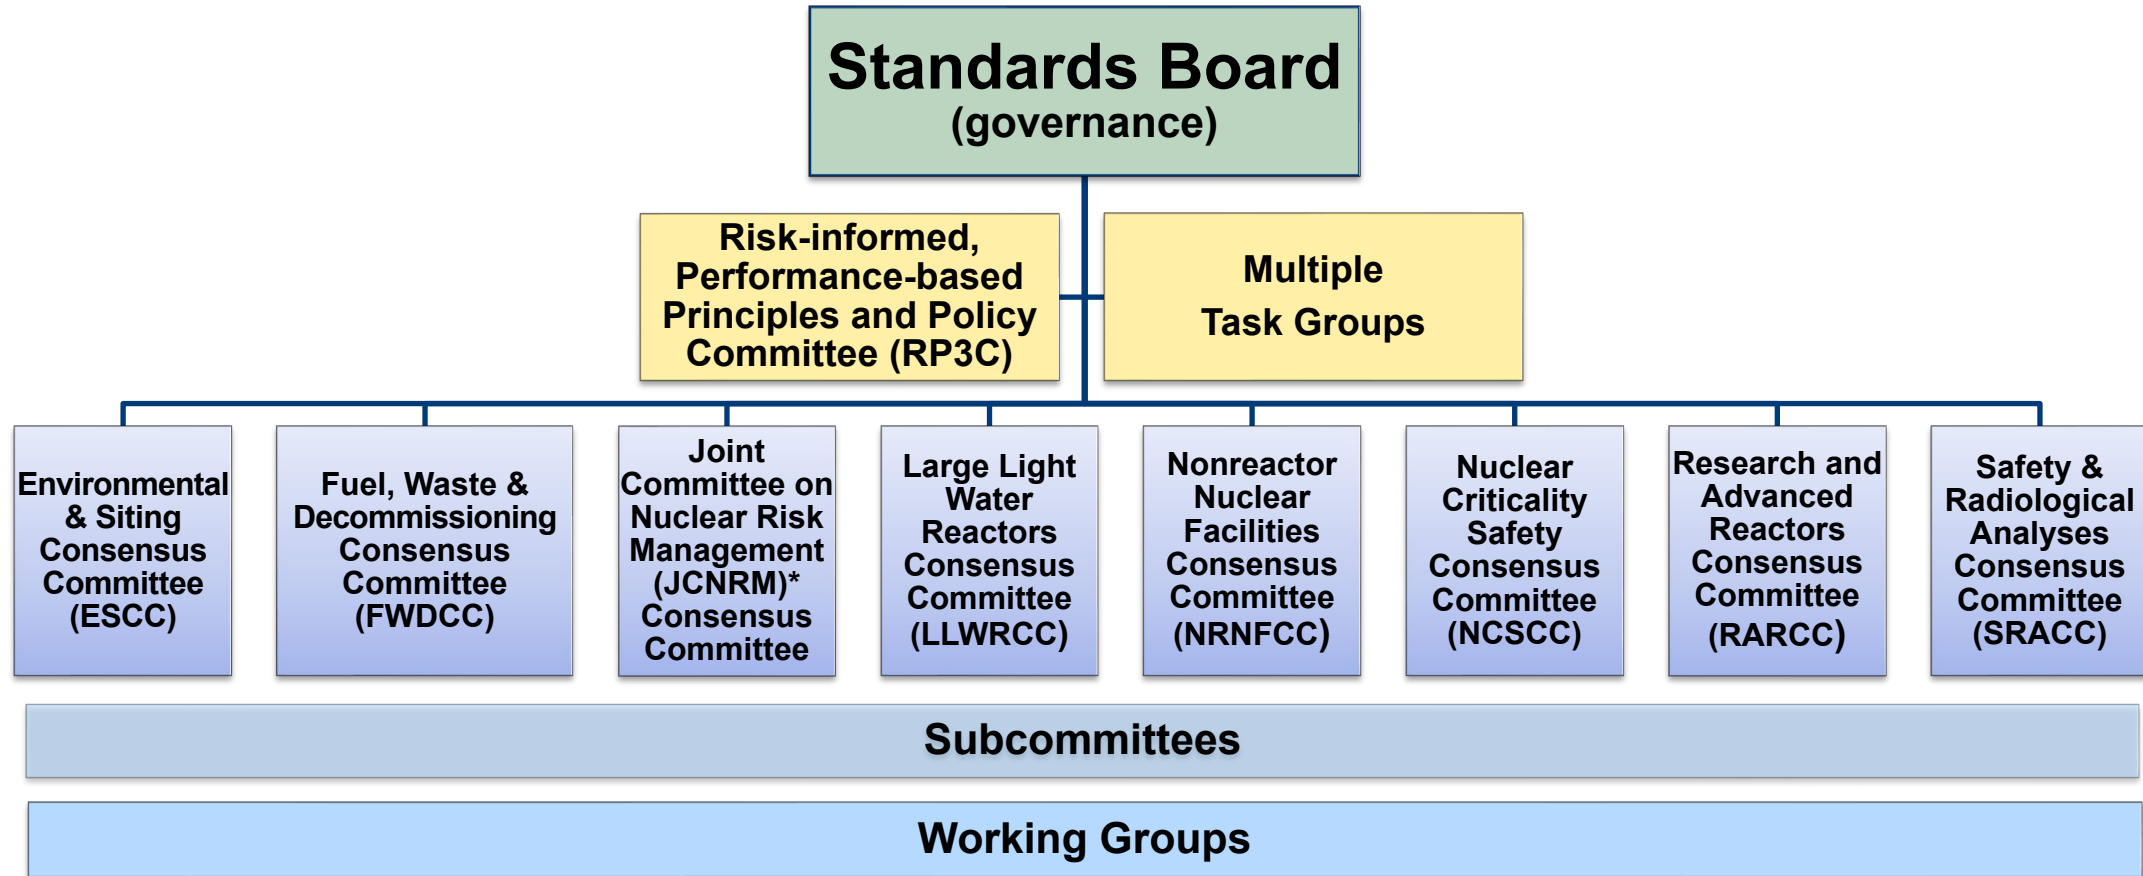 Standards Board
(governance)
Risk-informed,
Performance-based
Principles and Policy
Committee (RP3C)
Multiple
Task Groups
Environmental
& Siting
Consensus
Committee
(ESCC)
Fuel, Waste &
Decommissioning
Consensus
Committee
(FWDCC)
Joint
Committee on
Nuclear Risk
Management
(JCNRM)*
Consensus
Committee
Large Light
Water
Reactors
Consensus
Committee
(LLWRCC)
Nonreactor
Nuclear
Facilities
Consensus
Committee
(NRNFCC)
Nuclear
Criticality
Safety
Consensus
Committee
(NCSCC)
Research and
Advanced
Reactors
Consensus
Committee
(RARCC)
Safety &
Radiological
Analyses
Consensus
Committee
(SRACC)
Subcommittees
Working Groups